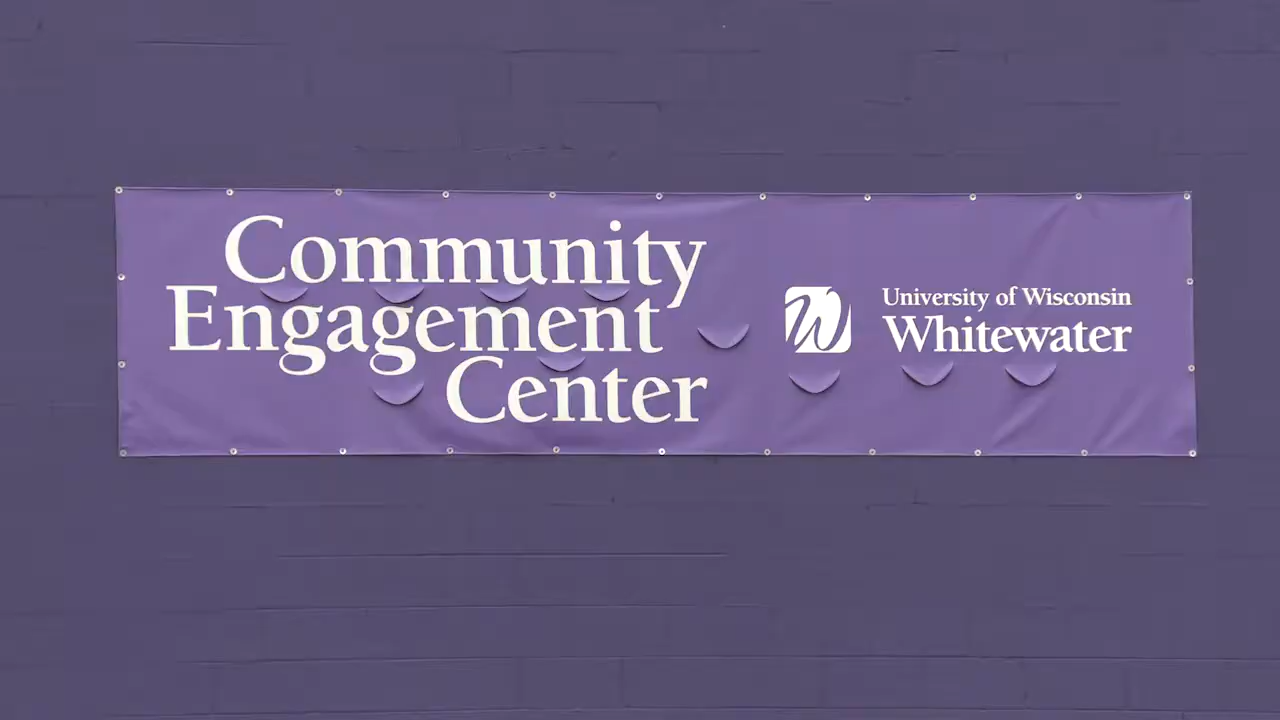 Community
Engagement
Center
W
University of Wisconsin
Whitewater